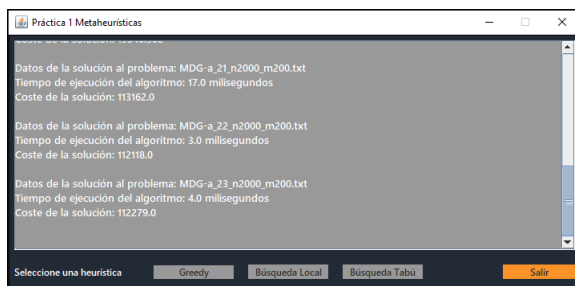 Práctica 1 Metaheurísticas
Datos de la solución al problema: MDG-a_21_n2000_m200.txt
Tiempo de ejecución del algoritmo: 17.0 milisegundos
Coste de la solución: 113162.0
Datos de la solución al problema: MDG-a_22_n2000_m200.txt
Tiempo de ejecución del algoritmo: 3.0 milisegundos
Coste de la solución: 112118.0
Datos de la solución al problema: MDG-a_23_n2000_m200.txt
Tiempo de ejecución del algoritmo: 4.0 milisegundos
Coste de la solución: 112279.0
Seleccione una heurística Greedy Búsqueda Local Búsqueda Tabú Salir